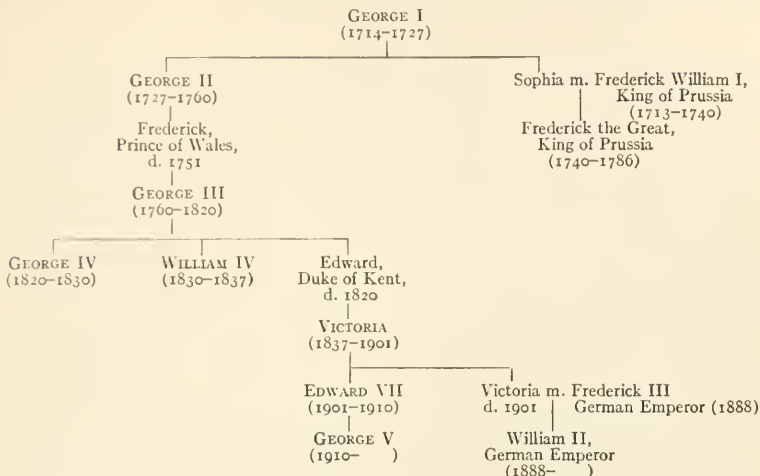 GEORGE I
(1714–1727)
GEORGE II
(1727–1760)
Sophia m. Frederick William I,
King of Prussia
(1713–1740)
Frederick,
Prince of Wales,
d. 1751
Frederick the Great,
King of Prussia
(1740–1786)
GEORGE III
(1760–1820)
GEORGE IV
(1820–1830)
WILLIAM IV
(1830–1837)
Edward,
Duke of Kent,
d. 1820
VICTORIA
(1837–1901)
EDWARD VII
(1901–1910)
Victoria m. Frederick III
d. 1901 German Emperor (1888)
GEORGE V
(1910– )
William II,
German Emperor
(1888– )